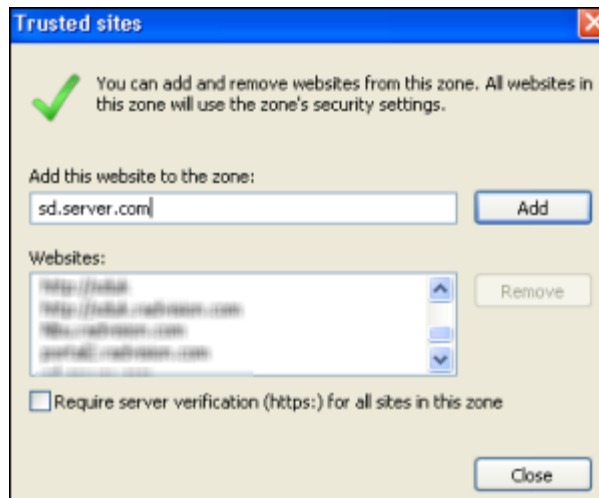 Trusted sites
You can add and remove websites from this zone. All websites in
this zone will use the zone's security settings.
Add this website to the zone:
sd.server.com
Add
Websites:
Remove
Require server verification (https:) for all sites in this zone
Close